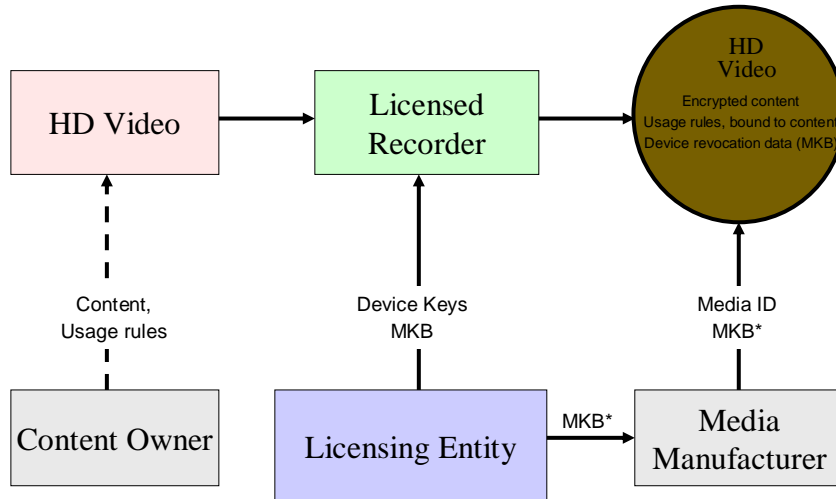 HD Video
Licensed
Recorder
HD
Video
Encrypted content
Usage rules, bound to content
Device revocation data (MKB)
Content,
Usage rules
Device Keys
MKB
Media ID
MKB*
Content Owner
Licensing Entity
MKB*
Media
Manufacturer